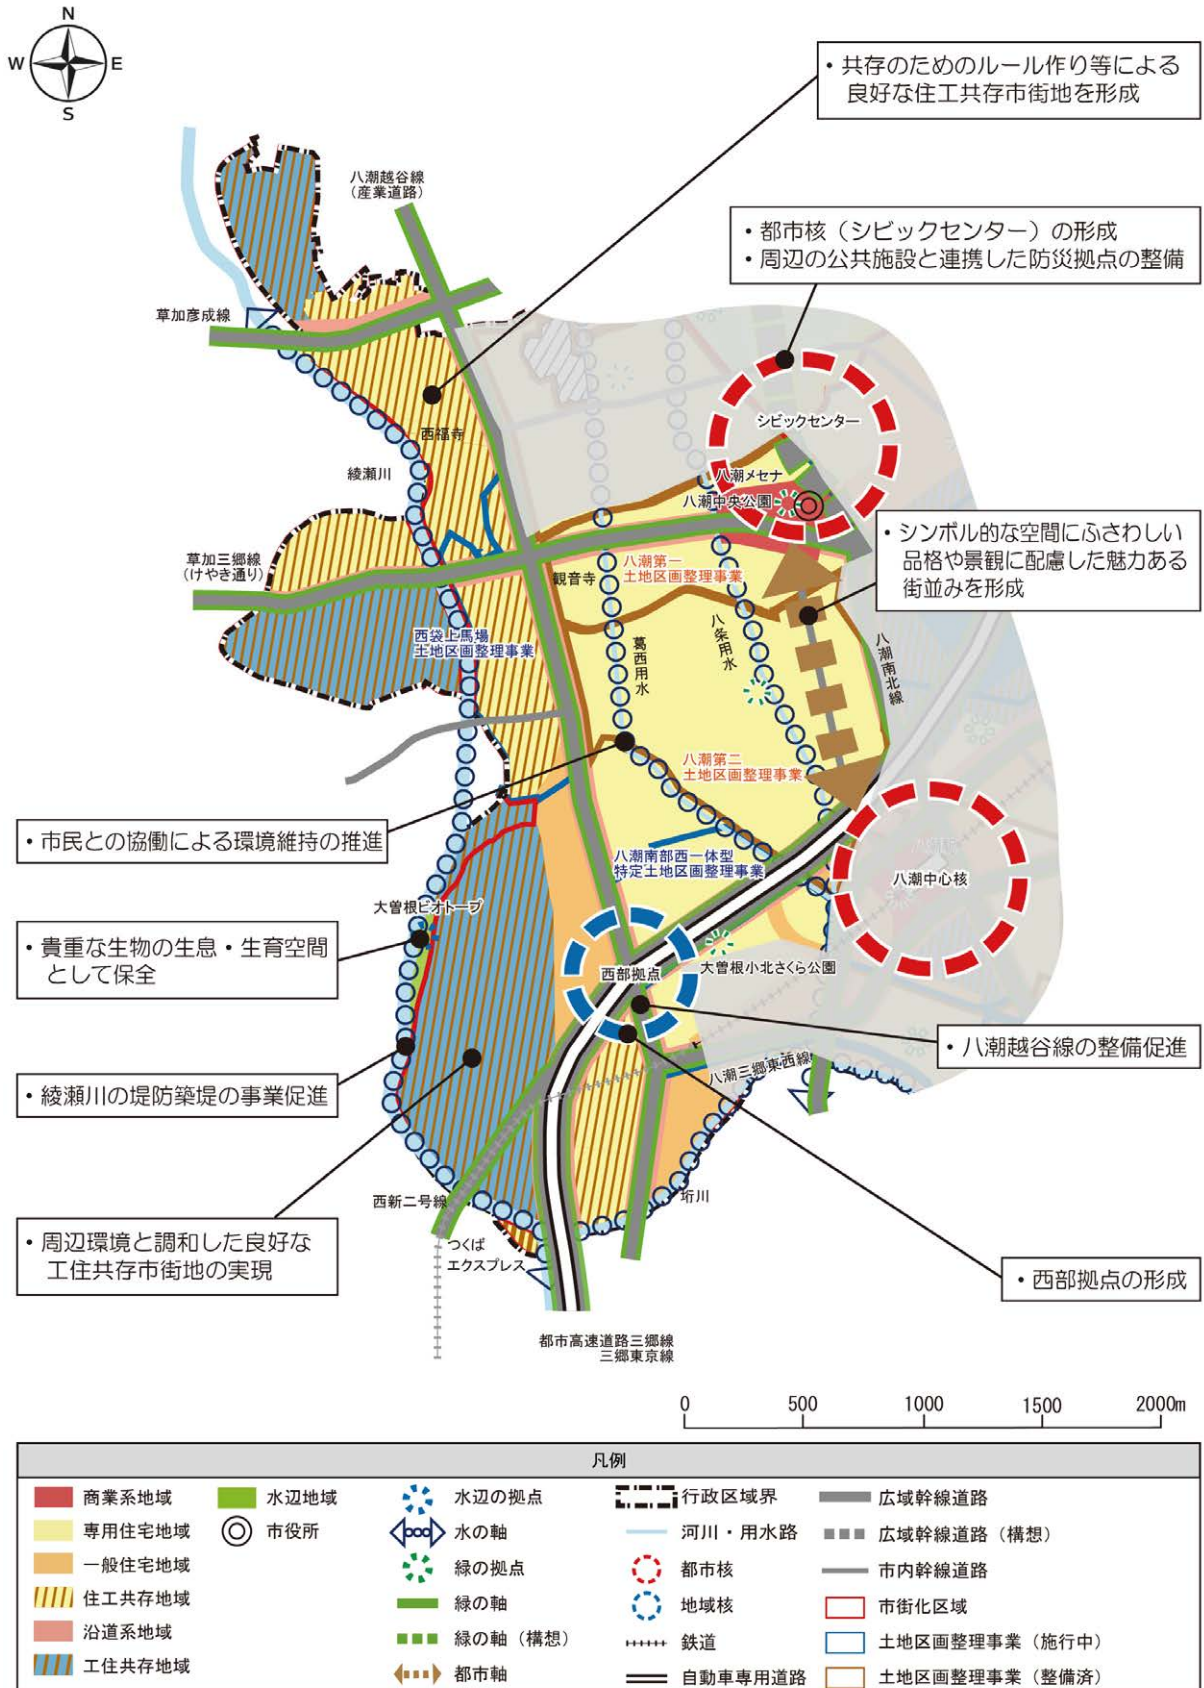 N
W
E
S
・共存のためのルール作り等による
良好な住工共存市街地を形成
八潮越谷線
(産業道路)
・都市核（シビックセンター）の形成
・周辺の公共施設と連携した防災拠点の整備
草加彦成線
シビックセンター
西福寺
綾瀬川
八潮メセナ
八潮中央公園
・シンボル的な空間にふさわしい
品格や景観に配慮した魅力ある
街並みを形成
草加三郷線
(けやき通り)
八潮第一
土地区画整理事業
観音寺
西袋上馬場
土地区画整理事業
葛西用水
八条用水
八潮南北線
八潮第二
土地区画整理事業
・市民との協働による環境維持の推進
八潮南部西一体型
特定土地区画整理事業
八潮中心核
大曽根ビオトープ
・貴重な生物の生息・生育空間
として保全
西部拠点
大曽根小北さくら公園
・八潮越谷線の整備促進
八潮三郷東西線
・綾瀬川の堤防築堤の事業促進
西新二号線
垳川
・周辺環境と調和した良好な
工住共存市街地の実現
つくば
エクスプレス
・西部拠点の形成
都市高速道路三郷線
三郷東京線
0
500
1000
1500
2000m
凡例
商業系地域
水辺地域
水辺の拠点
行政区域界
広域幹線道路
専用住宅地域
市役所
水の軸
河川・用水路
広域幹線道路（構想）
一般住宅地域
緑の拠点
都市核
市内幹線道路
住工共存地域
緑の軸
地域核
市街化区域
沿道系地域
緑の軸（構想）
鉄道
土地区画整理事業（施行中）
工住共存地域
都市軸
自動車専用道路
土地区画整理事業（整備済）